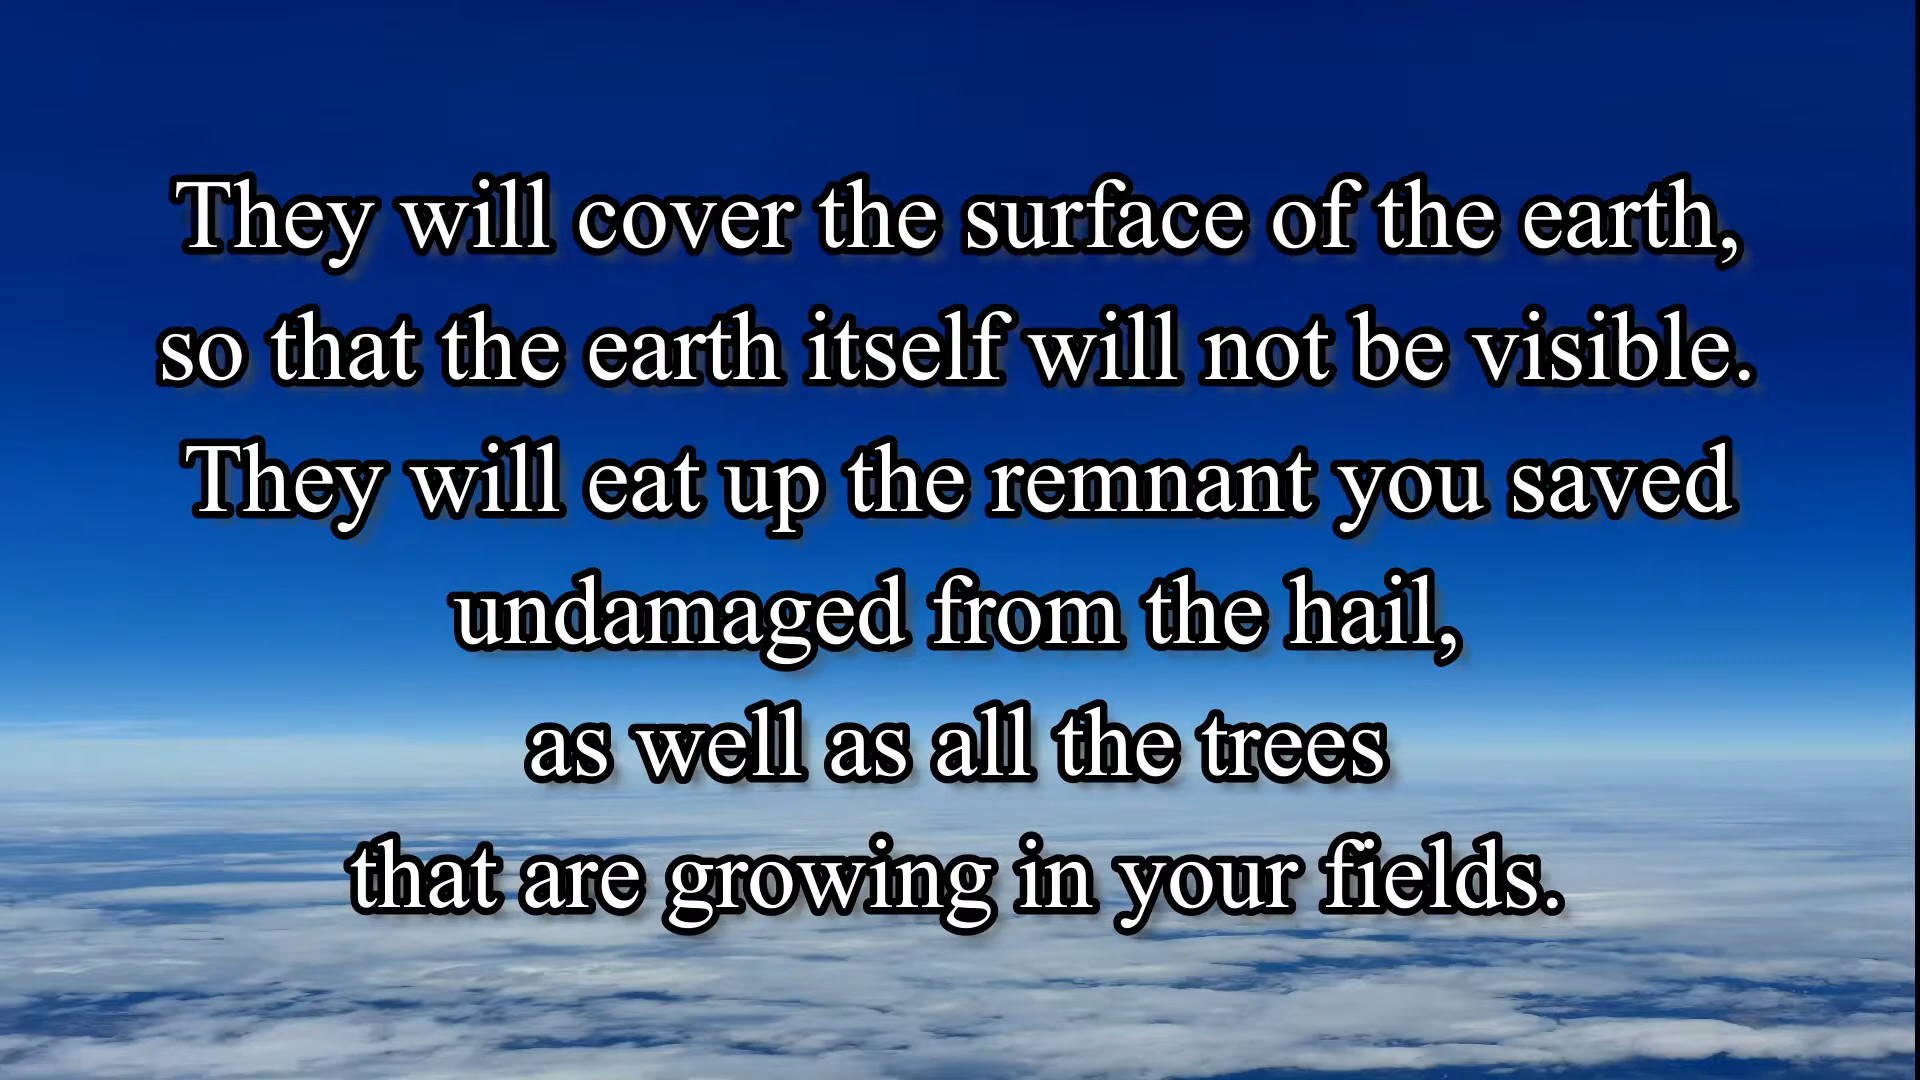 They will cover the surface of the earth,
so that the earth itself will not be visible.
They will eat up the remnant you saved
undamaged from the hail,
as well as all the trees
that are growing in your fields.